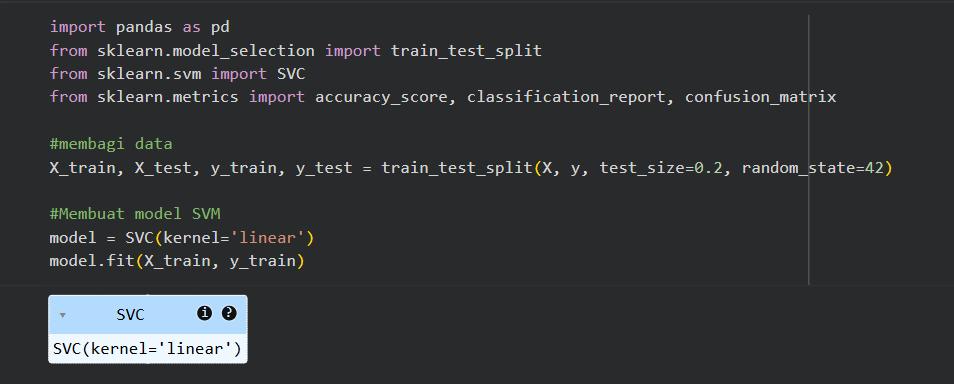 import pandas as pd
from sklearn.model_selection import train_test_split
from sklearn.svm import SVC
from sklearn.metrics import accuracy_score, classification_report, confusion_matrix
#membagi data
X_train, X_test, y_train, y_test = train_test_split(X, y, test_size=0.2, random_state=42)
#Membuat model SVM
model = SVC(kernel='linear')
model.fit(X_train, y_train)
▾ SVC i ?
SVC(kernel='linear')